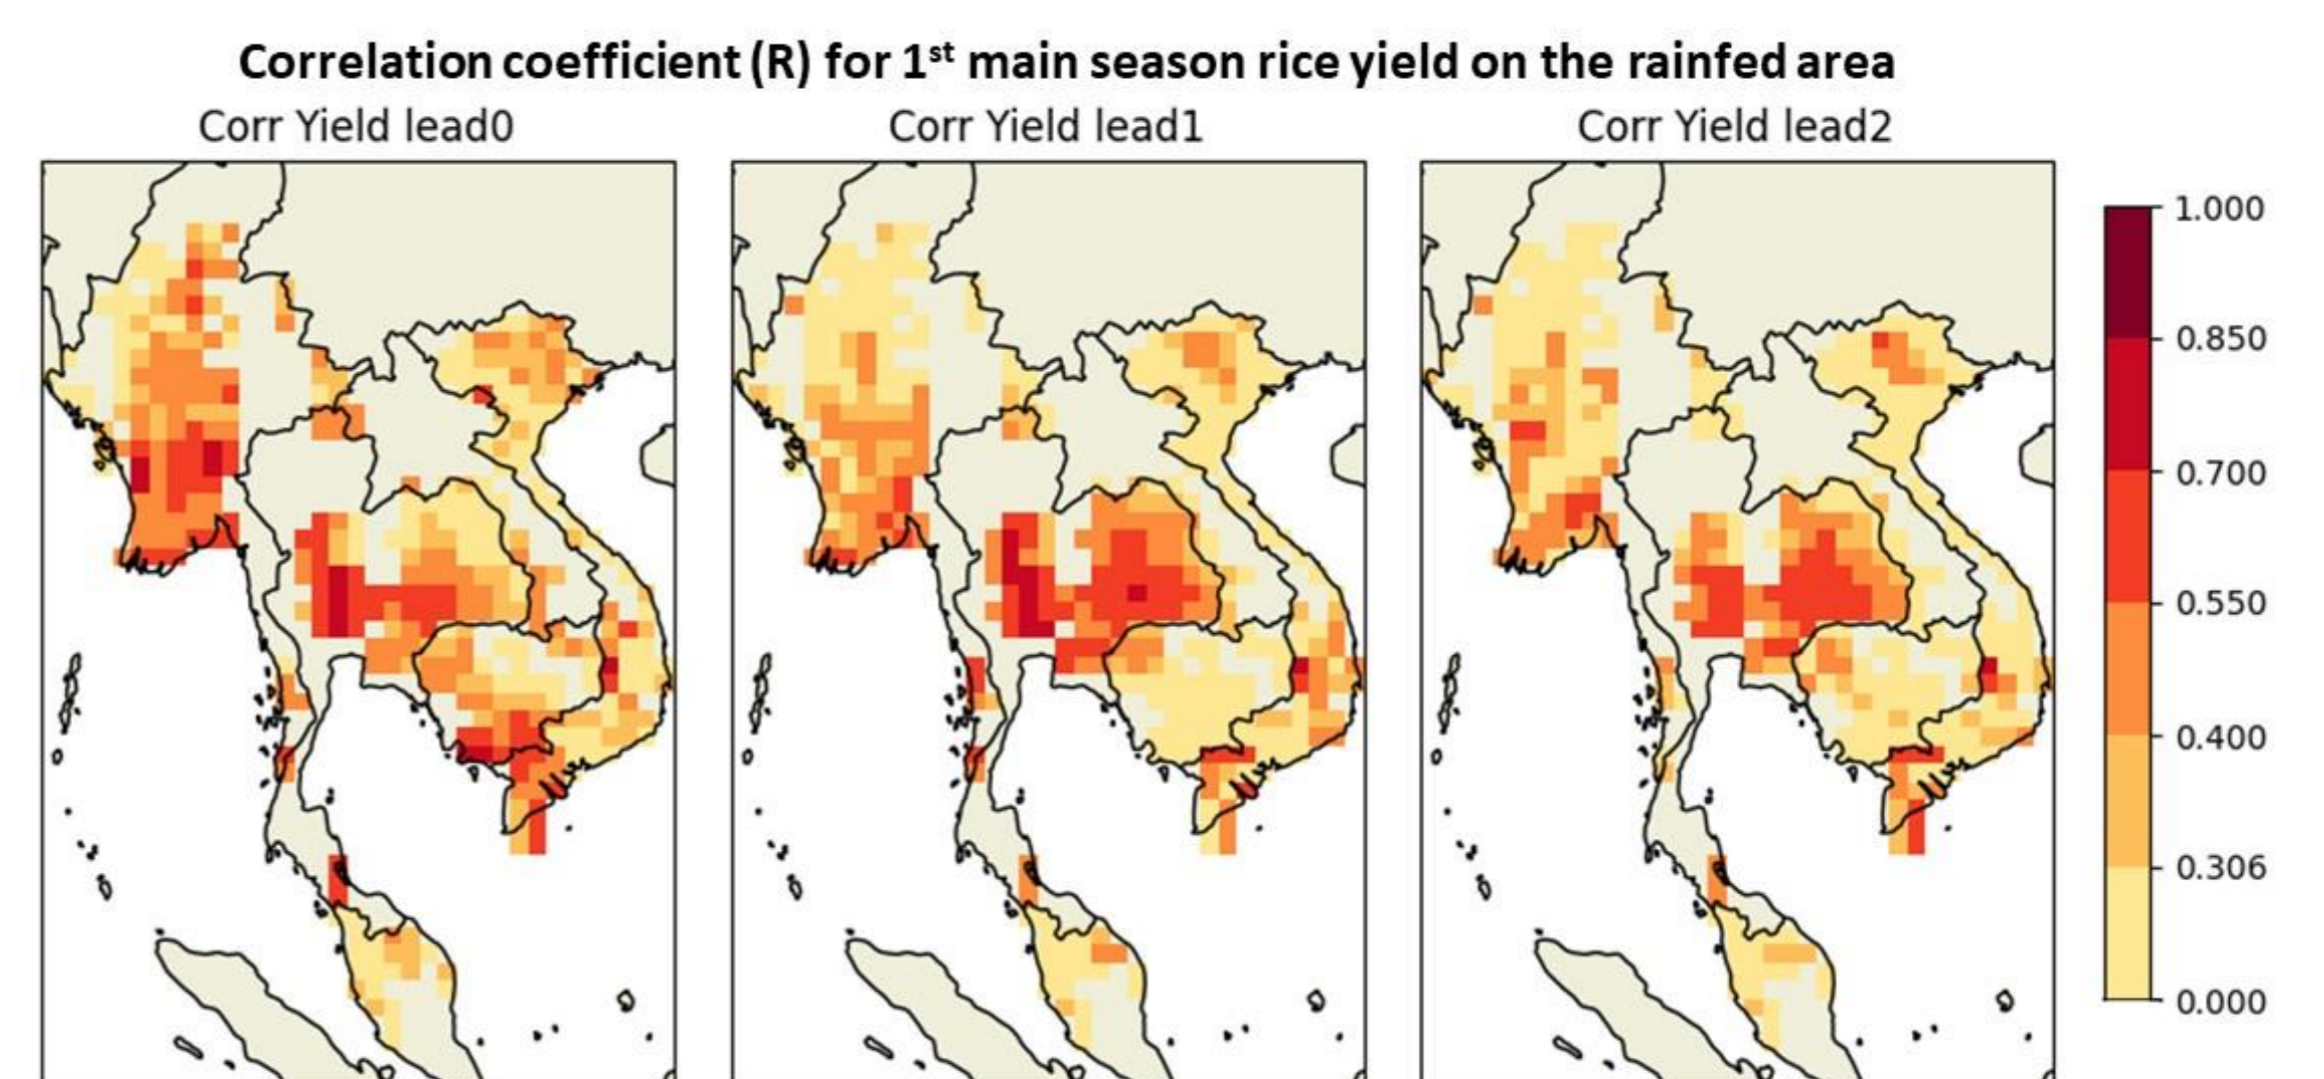 Correlation coefficient (R) for 1st main season rice yield on the rainfed area
Corr Yield lead0
Corr Yield lead1
Corr Yield lead2
1.000
0.850
0.700
0.550
0.400
0.306
0.000